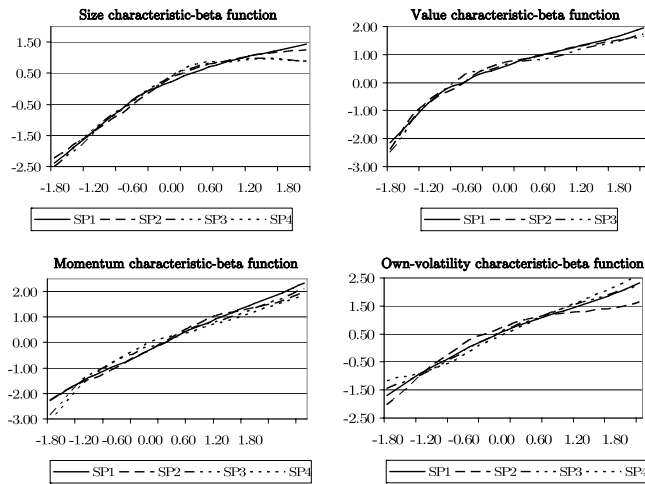 Size characteristic-beta function
1.50
0.50
-0.50
-1.50
-2.50
-1.80 -1.20 -0.60 0.00 0.60 1.20 1.80
SP1 SP2 SP3 SP4
Value characteristic-beta function
2.00
1.00
0.00
-1.00
-2.00
-3.00
-1.80 -1.20 -0.60 0.00 0.60 1.20 1.80
SP1 SP2 SP3
Momentum characteristic-beta function
2.00
1.00
0.00
-1.00
-2.00
-3.00
-1.80 -1.20 -0.60 0.00 0.60 1.20 1.80
SP1 SP2 SP3 SP4
Own-volatility characteristic-beta function
2.50
1.50
0.50
-0.50
-1.50
-2.50
-1.80 -1.20 -0.60 0.00 0.60 1.20 1.80
SP1 SP2 SP3 SP4